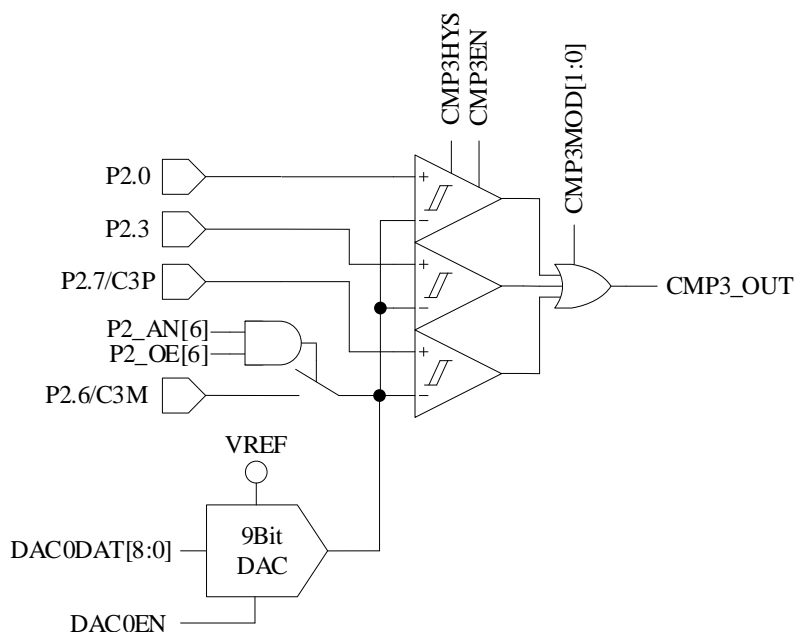 CMP3HYS
CMP3EN
CMP3MOD[1:0]
P2.0
+
−
P2.3
+
−
P2.7/C3P
CMP3_OUT
P2_AN[6]
P2_OE[6]
+
−
P2.6/C3M
VREF
DAC0DAT[8:0]
9Bit
DAC
DAC0EN